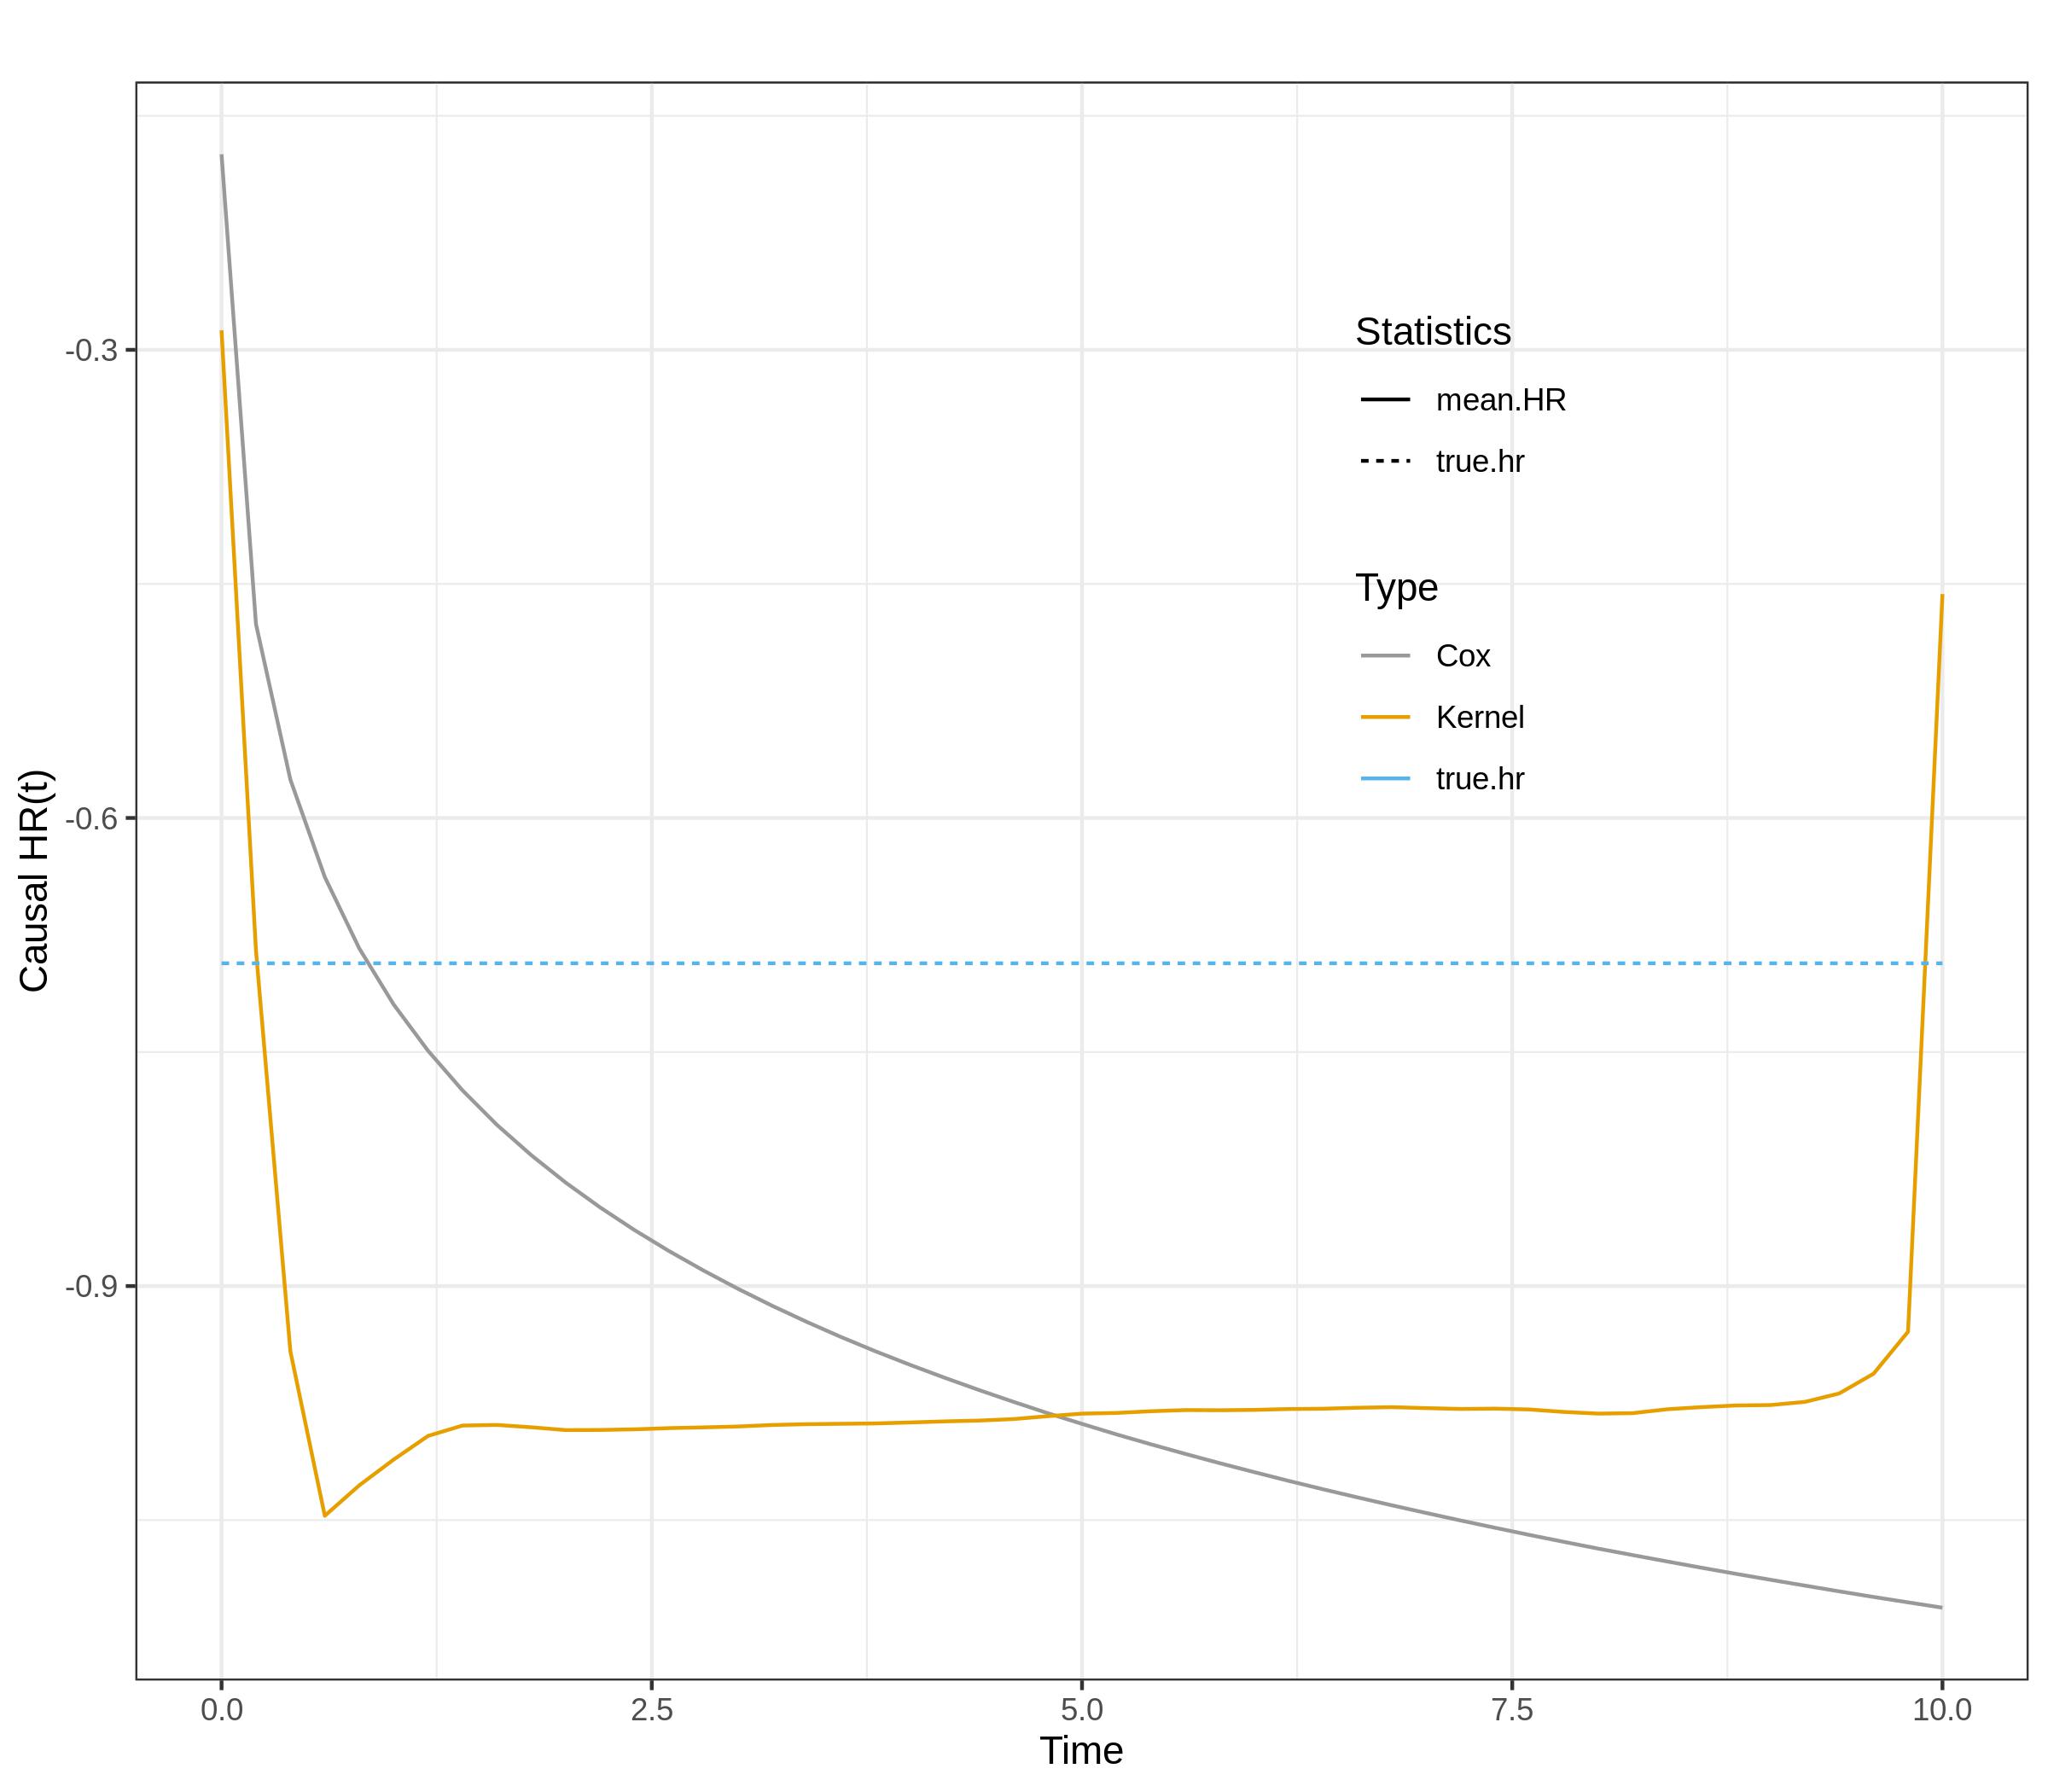 Causal HR(t)
-0.3
-0.6
-0.9
Statistics
mean.HR
true.hr
Type
Cox
Kernel
true.hr
0.0 2.5 5.0 7.5 10.0
Time